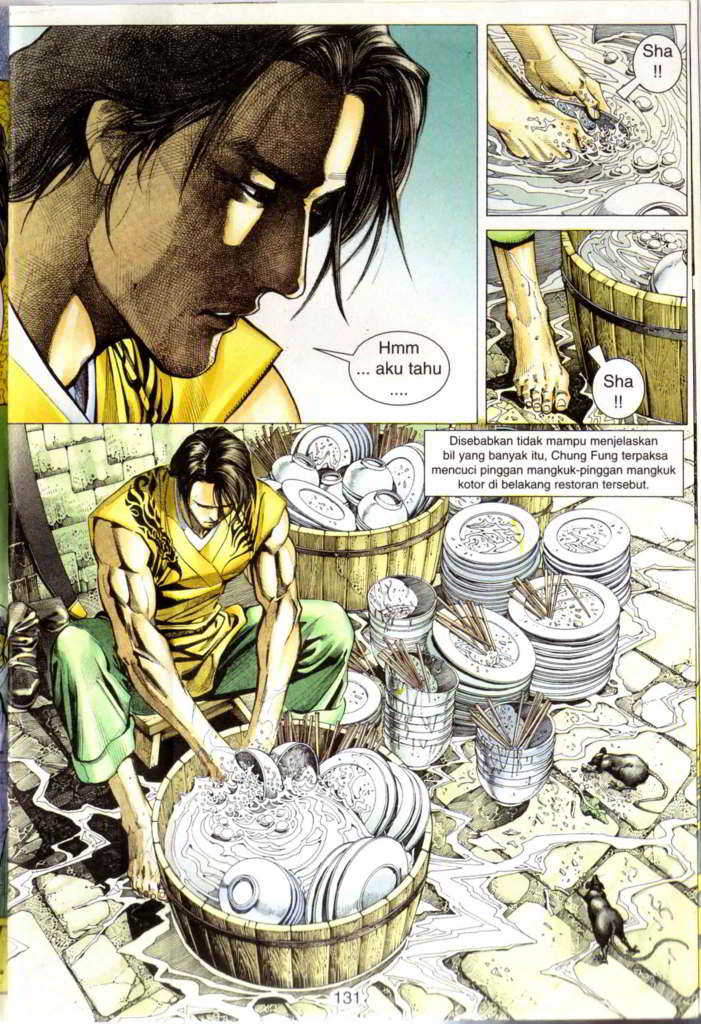 Hmm
... aku tahu
....
Sha
!!
Sha
!!
Disebabkan tidak mampu menjelaskan
bil yang banyak itu, Chung Fung terpaksa
mencuci pinggan mangkuk-pinggan mangkuk
kotor di belakang restoran tersebut.
131